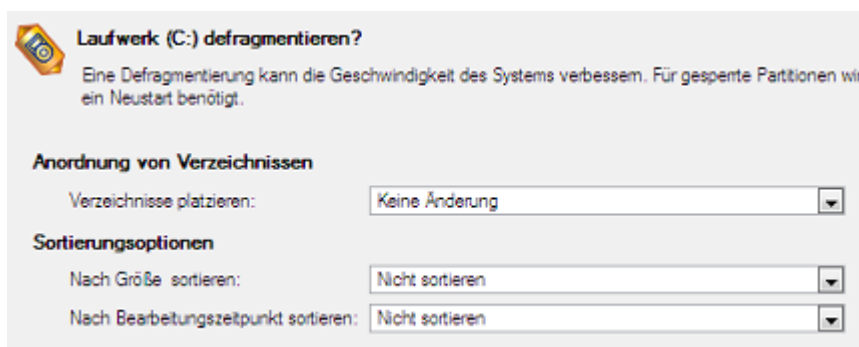 Laufwerk (C:) defragmentieren?
Eine Defragmentierung kann die Geschwindigkeit des Systems verbessern. Für gesperrte Partitionen wi
ein Neustart benötigt.
Anordnung von Verzeichnissen
Verzeichnisse platzieren: Keine Änderung
Sortierungsoptionen
Nach Größe sortieren: Nicht sortieren
Nach Bearbeitungszeitpunkt sortieren: Nicht sortieren